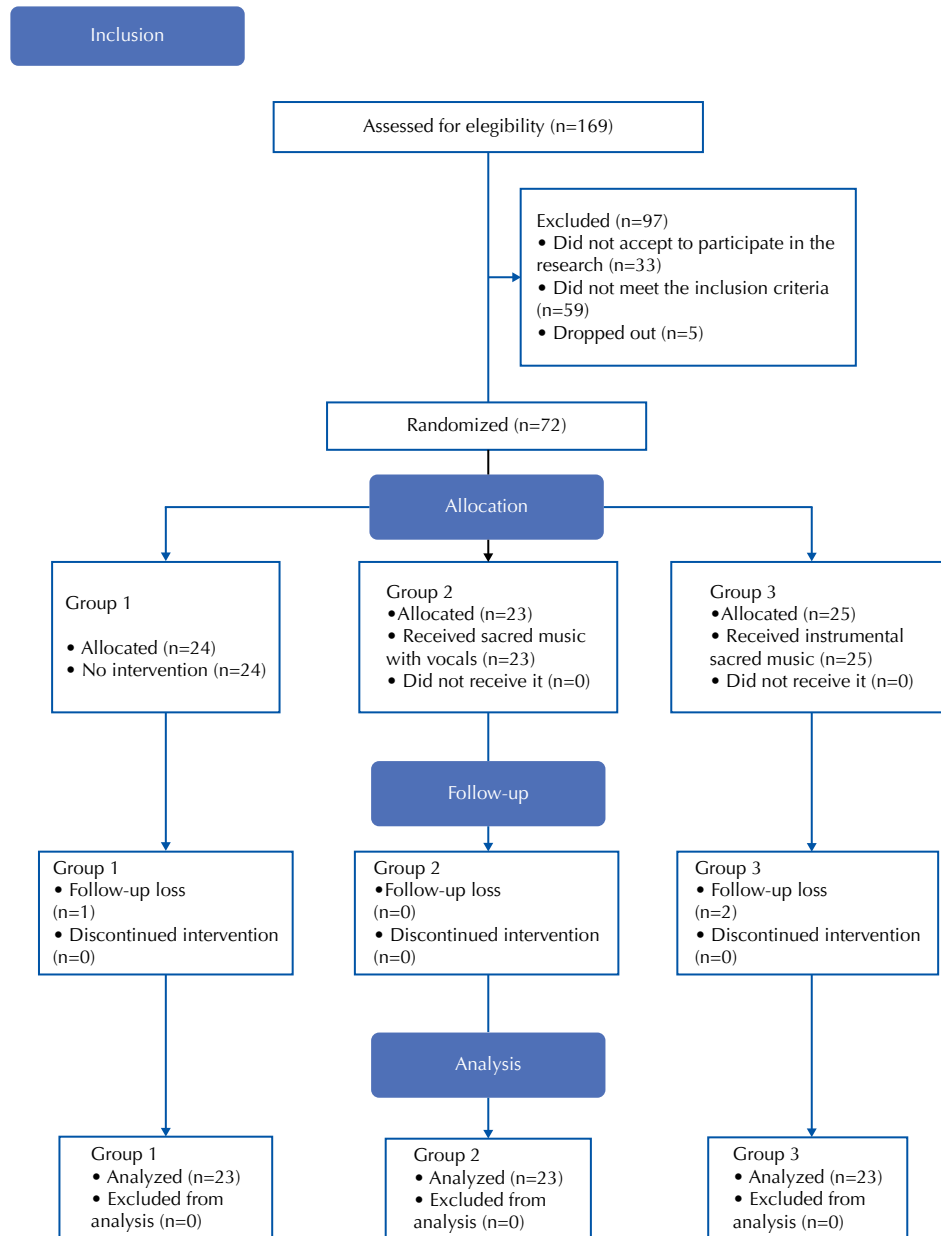 Inclusion
Assessed for elegibility (n=169)
Excluded (n=97)
• Did not accept to participate in the
research (n=33)
• Did not meet the inclusion criteria
(n=59)
• Dropped out (n=5)
Randomized (n=72)
Allocation
Group 1
• Allocated (n=24)
• No intervention (n=24)
Group 2
•Allocated (n=23)
• Received sacred music
with vocals (n=23)
• Did not receive it (n=0)
Group 3
•Allocated (n=25)
• Received instrumental
sacred music (n=25)
• Did not receive it (n=0)
Follow-up
Group 1
• Follow-up loss
(n=1)
• Discontinued intervention
(n=0)
Group 2
•Follow-up loss
(n=0)
• Discontinued intervention
(n=0)
Group 3
• Follow-up loss
(n=2)
• Discontinued intervention
(n=0)
Analysis
Group 1
• Analyzed (n=23)
• Excluded from
analysis (n=0)
Group 2
• Analyzed (n=23)
• Excluded from
analysis (n=0)
Group 3
• Analyzed (n=23)
• Excluded from
analysis (n=0)